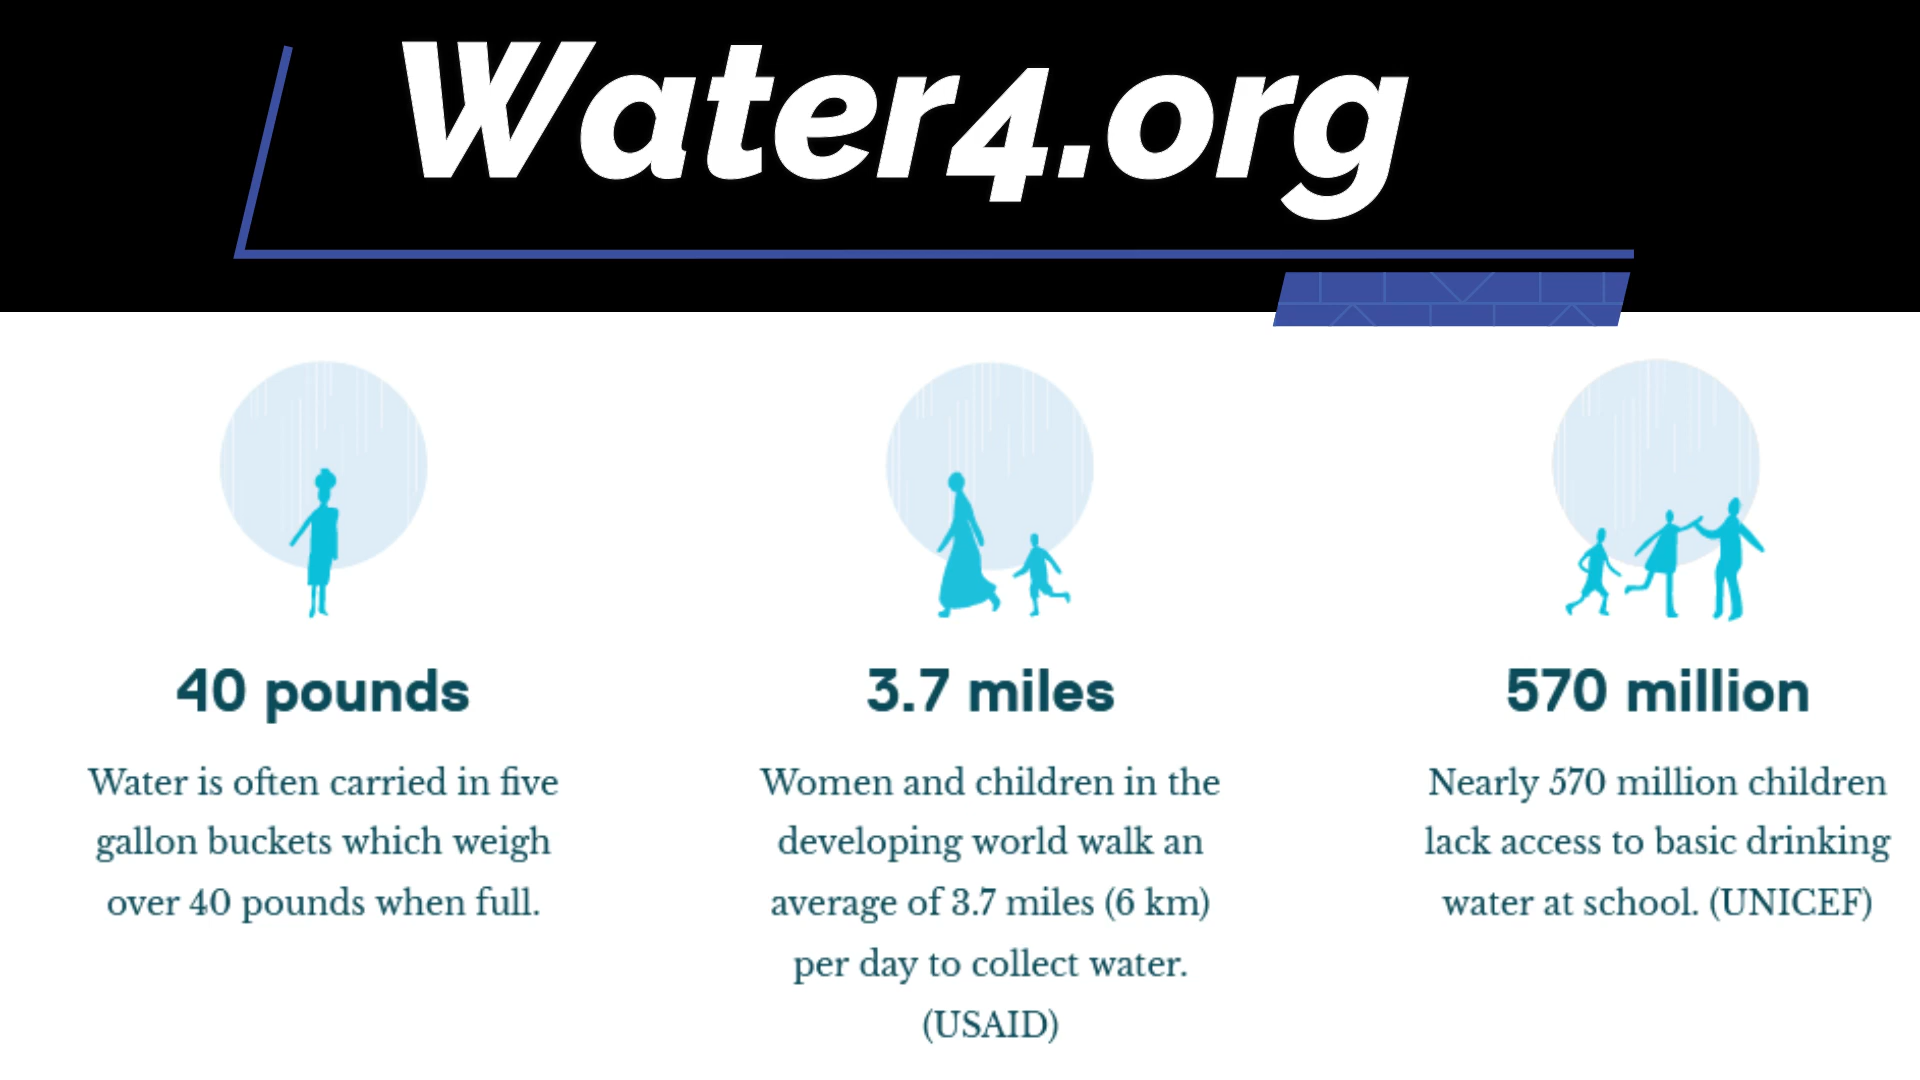 Water4.org
40 pounds
Water is often carried in five
gallon buckets which weigh
over 40 pounds when full.
3.7 miles
Women and children in the
developing world walk an
average of 3.7 miles (6 km)
per day to collect water.
(USAID)
570 million
Nearly 570 million children
lack access to basic drinking
water at school. (UNICEF)